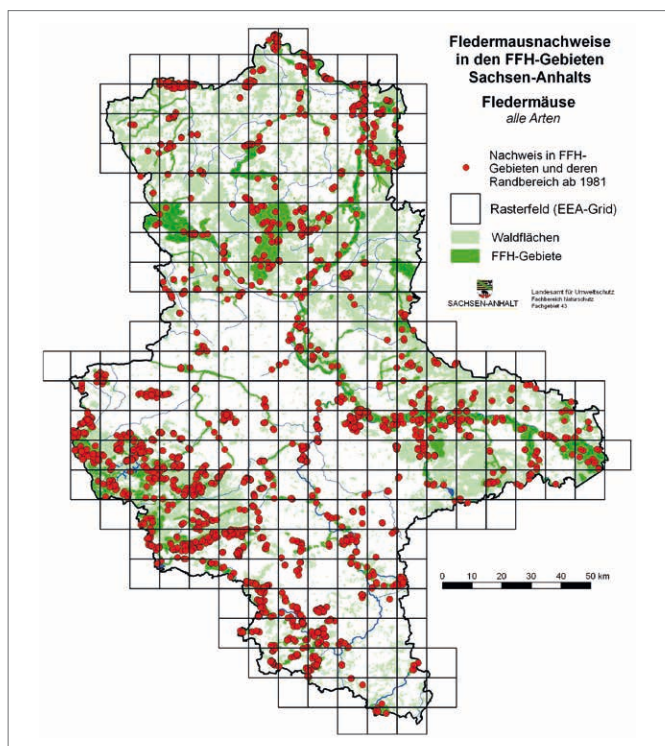 Fledermausnachweise
in den FFH-Gebieten
Sachsen-Anhalts
Fledermäuse
alle Arten
Nachweis in FFH-
Gebieten und deren
Randbereich ab 1981
Rasterfeld (EEA-Grid)
Waldflächen
FFH-Gebiete
SACHSEN-ANHALT
Landesamt für Umweltschutz
Fachbereich Naturschutz
Fachgebiet 43
0 10 20 30 40 50 km